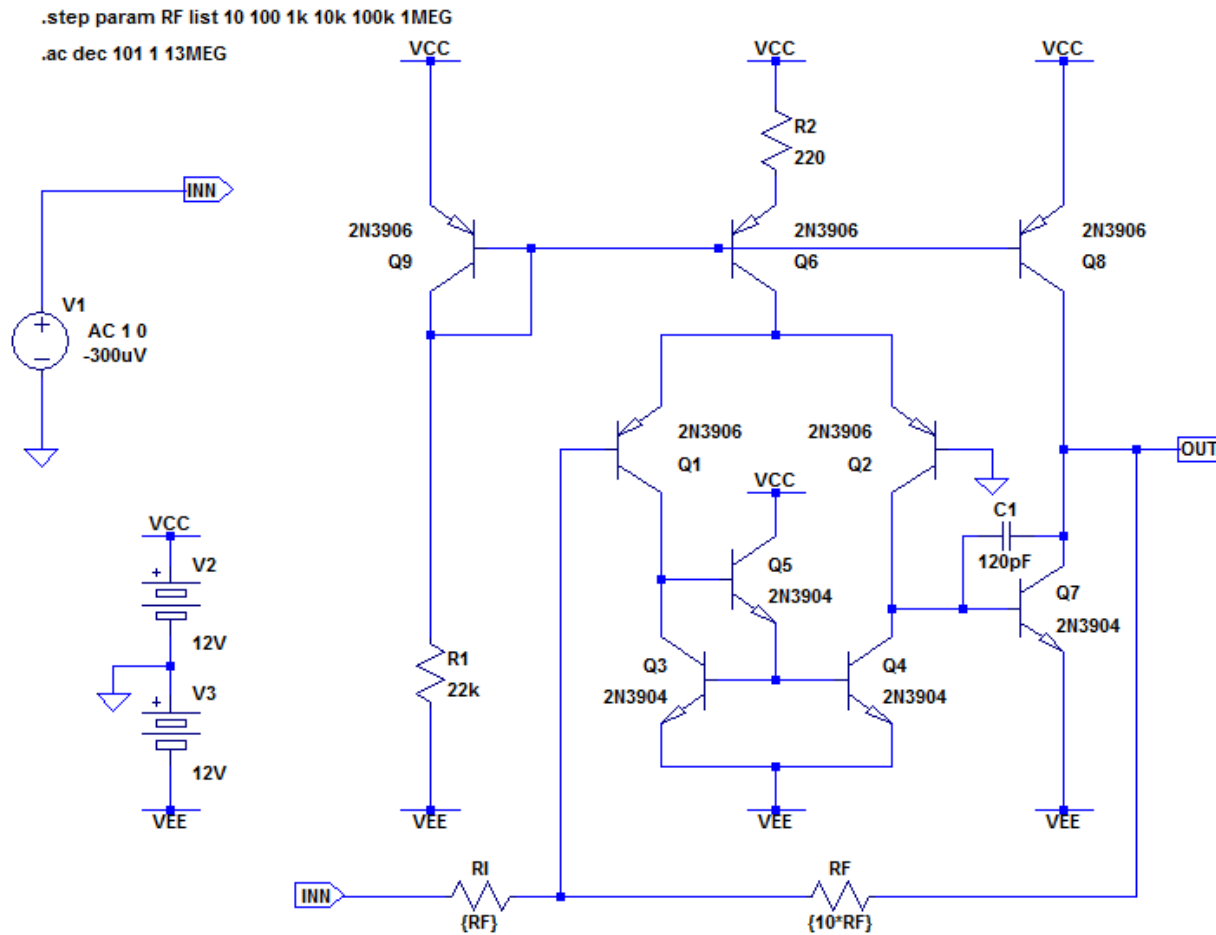 .step param RF list 10 100 1k 10k 100k 1MEG
.ac dec 101 1 13MEG
VCC
VCC
VCC
R2
220
INN
2N3906
Q9
2N3906
Q6
2N3906
Q8
V1
AC 1 0
-300uV
2N3906
Q1
2N3906
Q2
OUT
VCC
C1
120pF
VCC
V2
12V
Q5
2N3904
Q7
2N3904
R1
22k
Q3
2N3904
Q4
2N3904
V3
12V
VEE
VEE
VEE
VEE
INN
RI
{RF}
RF
{10*RF}